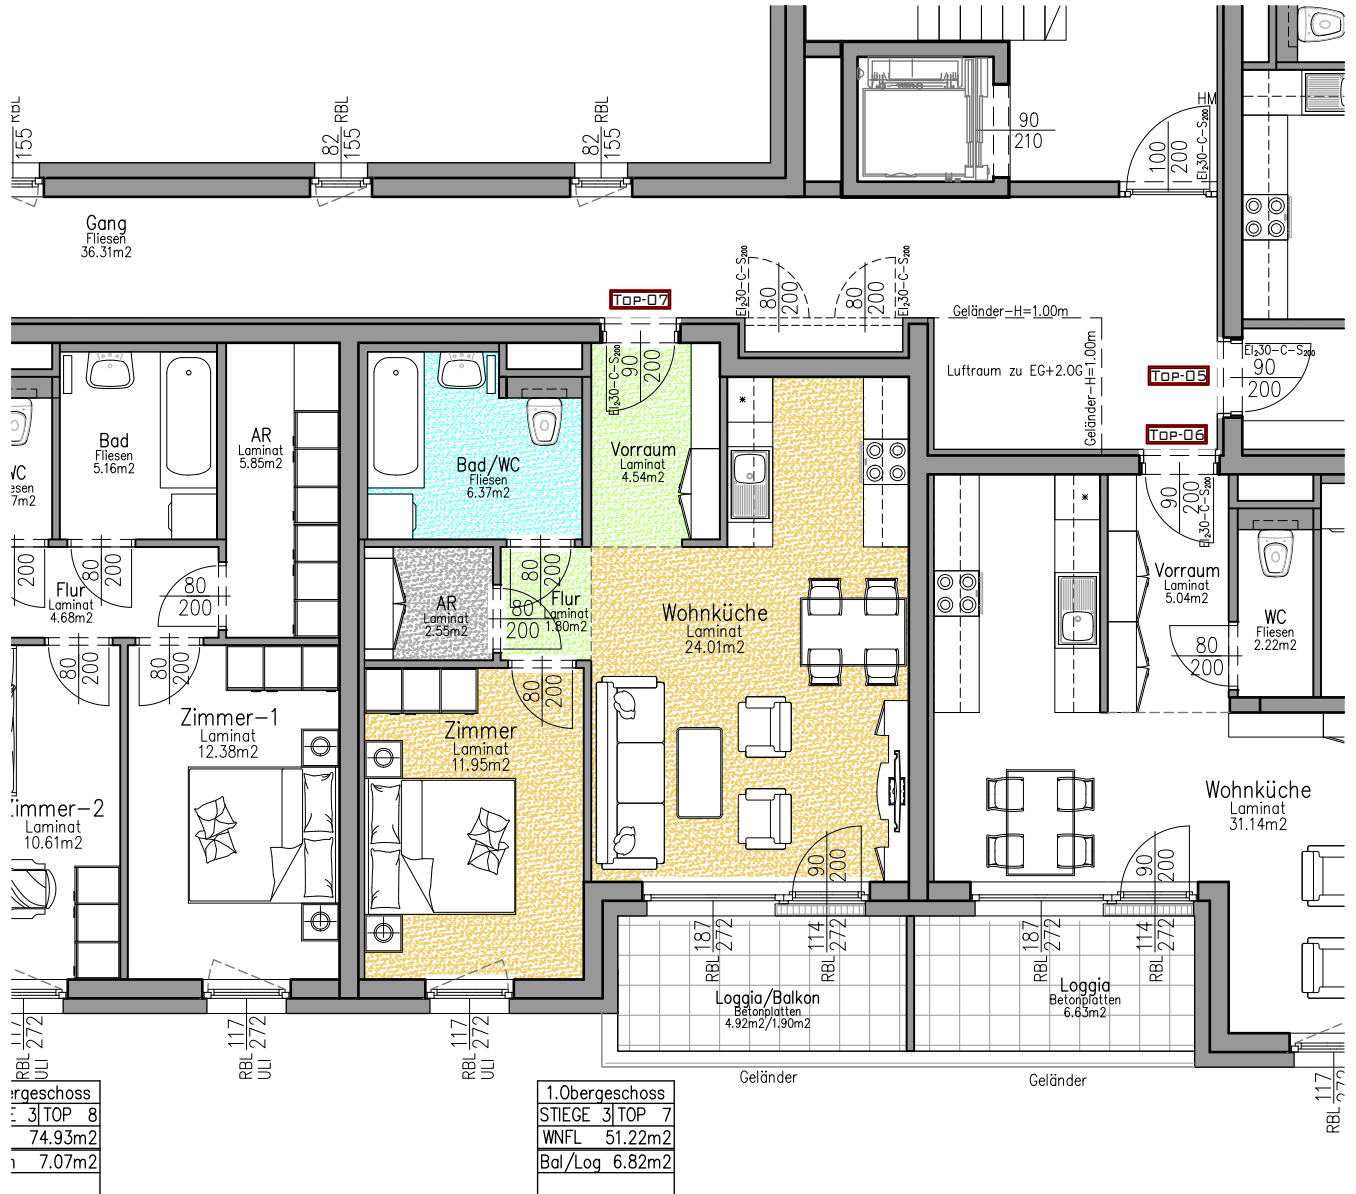 RBL
155
82
RBL
155
82
RBL
155
90
210
HM
100
200
EI₂30-C-S₂₀₀
Gang
Fliesen
36.31m2
Top-07
EI₂30-C-S₂₀₀
80
200
80
200
EI₂30-C-S₂₀₀
Geländer-H=1.00m
Luftraum zu EG+2.OG
Geländer-H=1.00m
Top-05
EI₂30-C-S₂₀₀
90
200
Top-06
EI₂30-C-S₂₀₀
90
200
90
200
EI₂30-C-S₂₀₀
WC
7m2
Bad
Fliesen
5.16m2
AR
Laminat
5.85m2
Bad/WC
Fliesen
6.37m2
Vorraum
Laminat
4.54m2
200
80
200
Flur
Laminat
4.68m2
80
200
80
200
80
200
AR
Laminat
2.55m2
80
200
80
200
Flur
Laminat
1.80m2
80
200
Wohnküche
Laminat
24.01m2
Vorraum
Laminat
5.04m2
80
200
WC
Fliesen
2.22m2
Zimmer-1
Laminat
12.38m2
Zimmer
Laminat
11.95m2
Zimmer-2
Laminat
10.61m2
Wohnküche
Laminat
31.14m2
90
200
90
200
RBL
187
272
RBL
114
272
RBL
187
272
RBL
114
272
Loggia/Balkon
Betonplatten
4.92m2/1.90m2
Loggia
Betonplatten
6.63m2
RBL
117
272
ULI
RBL
117
272
ULI
RBL
117
272
ULI
Geländer
Geländer
RBL
117
272
ergeschoss
3 TOP 8
74.93m2
7.07m2
1.Obergeschoss
STIEGE 3 TOP 7
WNFL 51.22m2
Bal/Log 6.82m2